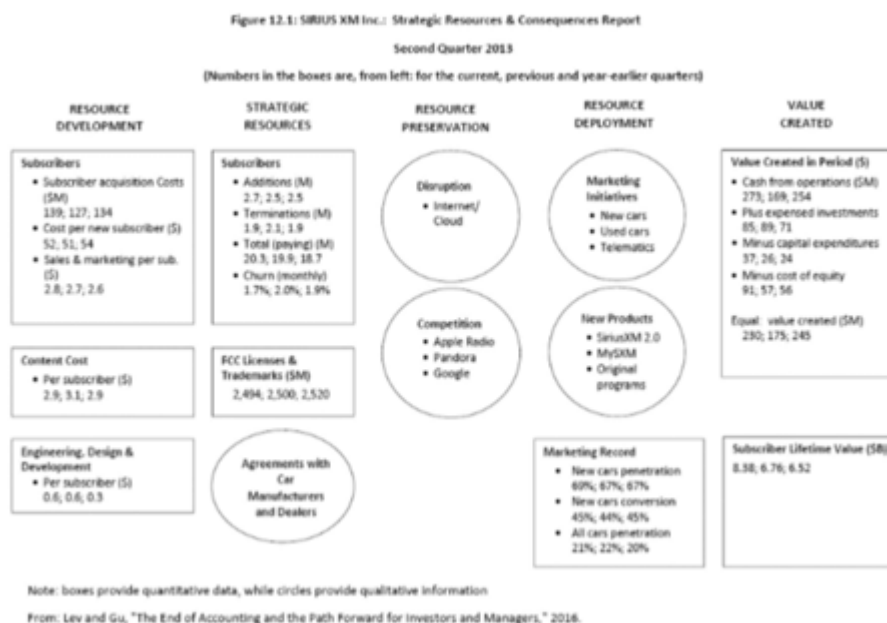 Figure 12.1: SIRIUS XM Inc.: Strategic Resources & Consequences Report
Second Quarter 2013
(Numbers in the boxes are, from left: for the current, previous and year-earlier quarters)
RESOURCE
DEVELOPMENT
Subscribers
• Subscriber acquisition Costs
($M)
139; 127; 134
• Cost per new subscriber ($)
52; 51; 54
• Sales & marketing per sub.
($)
2.8; 2.7; 2.6
Content Cost
• Per subscriber ($)
2.9; 3.1; 2.9
Engineering, Design &
Development
• Per subscriber ($)
0.6; 0.6; 0.3
STRATEGIC
RESOURCES
Subscribers
• Additions (M)
2.7; 2.5; 2.5
• Terminations (M)
1.9; 2.1; 1.9
• Total (paying) (M)
20.3; 19.9; 18.7
• Churn (monthly)
1.7%; 2.0%; 1.9%
FCC Licenses &
Trademarks ($M)
2,494; 2,500; 2,520
Agreements with
Car
Manufacturers
and Dealers
RESOURCE
PRESERVATION
Disruption
• Internet/
Cloud
Competition
• Apple Radio
• Pandora
• Google
RESOURCE
DEPLOYMENT
Marketing
Initiatives
• New cars
• Used cars
• Telematics
New Products
• SiriusXM 2.0
• MySXM
• Original
programs
Marketing Record
• New cars penetration
69%; 67%; 67%
• New cars conversion
45%; 44%; 45%
• All cars penetration
21%; 22%; 20%
VALUE
CREATED
Value Created in Period ($)
• Cash from operations ($M)
273; 169; 254
• Plus expensed investments
85; 89; 71
• Minus capital expenditures
37; 26; 24
• Minus cost of equity
91; 57; 56
Equal: value created ($M)
230; 175; 245
Subscriber Lifetime Value ($B)
8.38; 6.76; 6.52
Note: boxes provide quantitative data, while circles provide qualitative information
From: Lev and Gu, "The End of Accounting and the Path Forward for Investors and Managers," 2016.